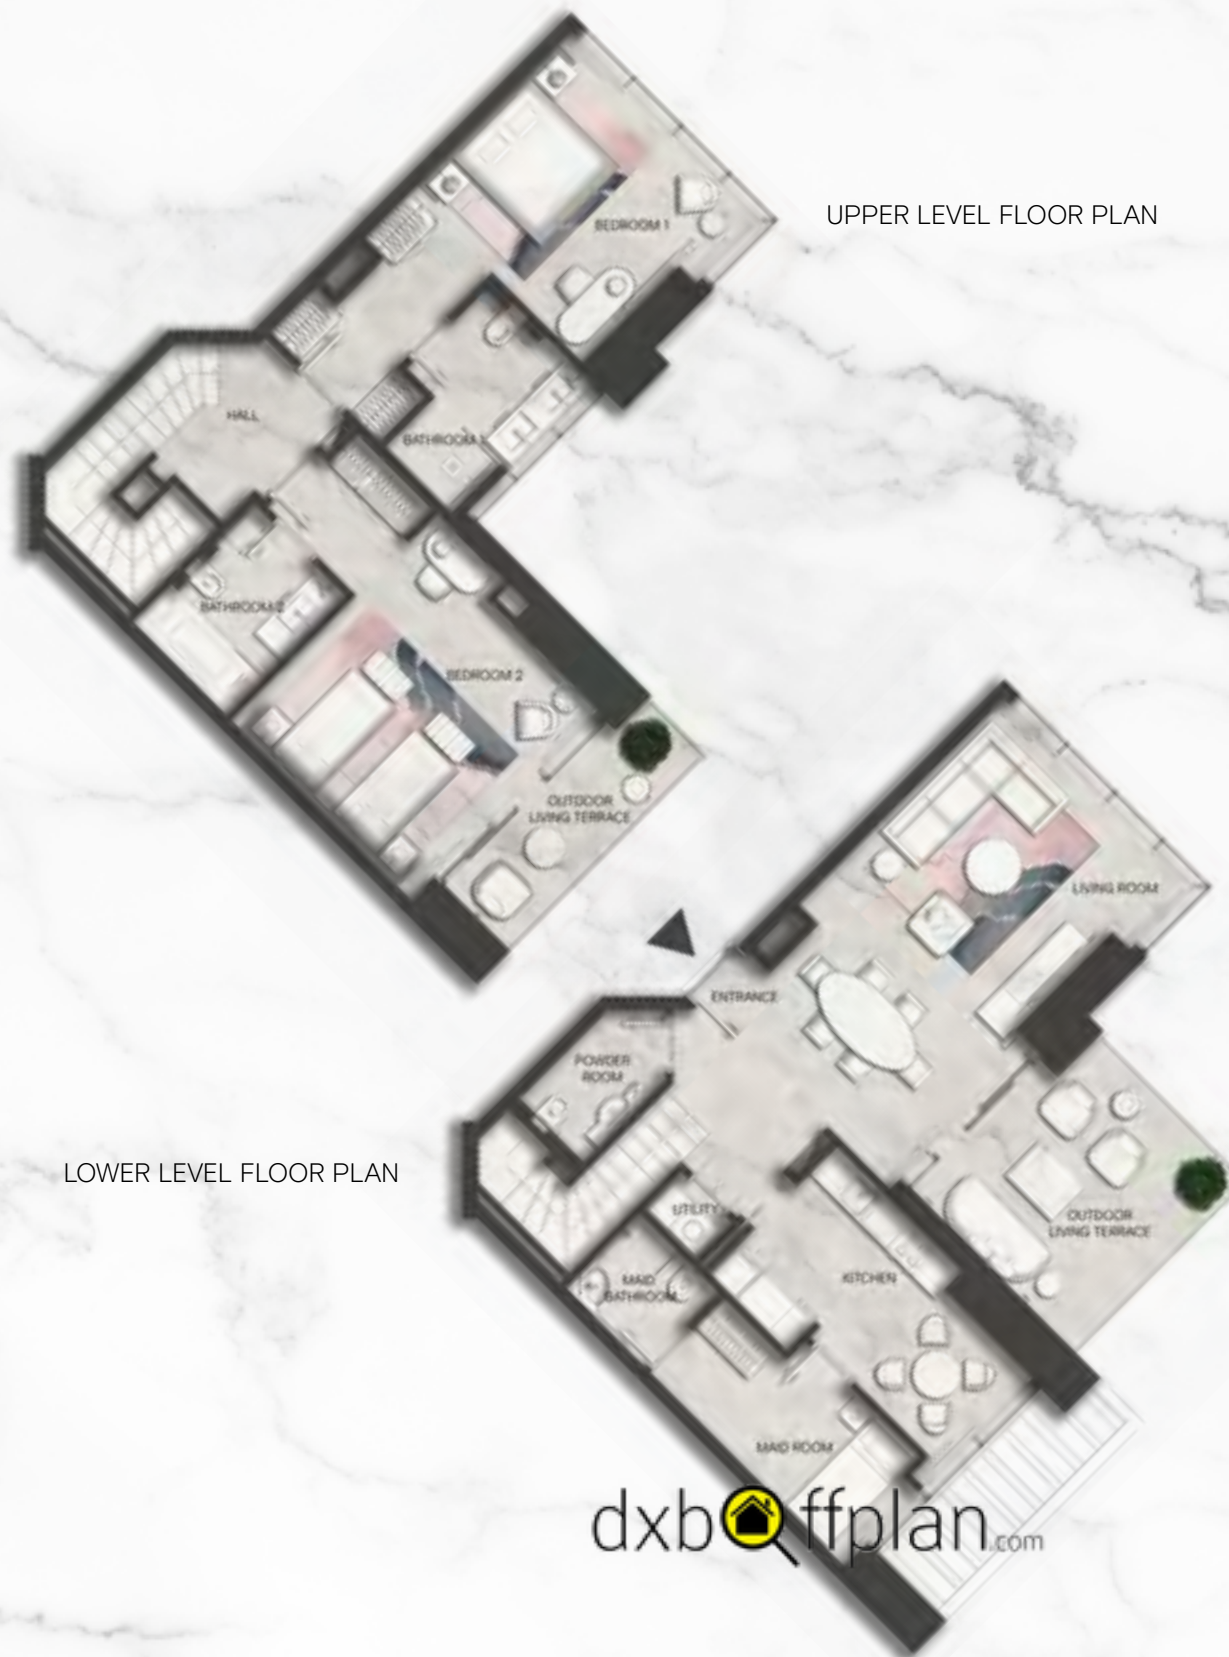 UPPER LEVEL FLOOR PLAN
BEDROOM 1
HALL
BATHROOM 1
BATHROOM 2
BEDROOM 2
OUTDOOR
LIVING TERRACE
LIVING ROOM
ENTRANCE
POWDER
ROOM
LOWER LEVEL FLOOR PLAN
UTILITY
OUTDOOR
LIVING TERRACE
KITCHEN
MAID
BATHROOM
MAID ROOM
dxboffplan.com